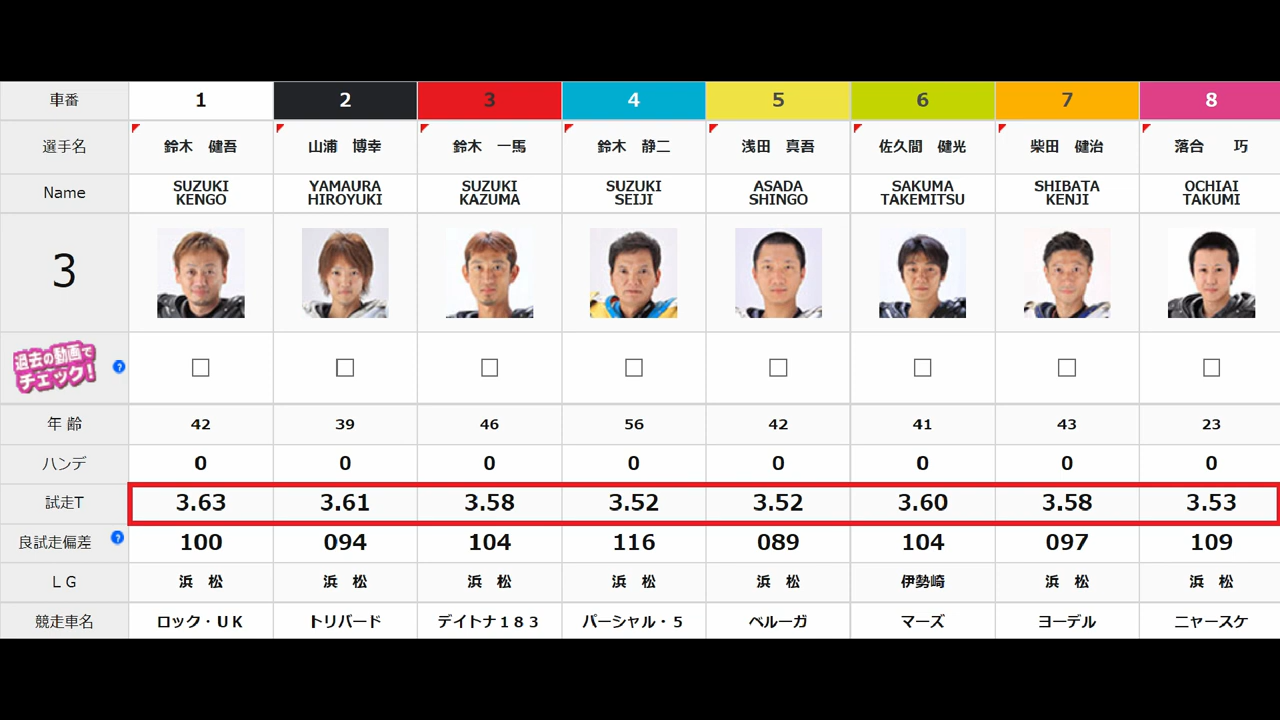 車番 1 2 3 4 5 6 7 8
選手名 鈴木 健吾 山浦 博幸 鈴木 一馬 鈴木 静二 浅田 真吾 佐久間 健光 柴田 健治 落合 巧
Name SUZUKI KENGO YAMAURA HIROYUKI SUZUKI KAZUMA SUZUKI SEIJI ASADA SHINGO SAKUMA TAKEMITSU SHIBATA KENJI OCHIAI TAKUMI
3
過去の動画で
チェック! ?
年齢 42 39 46 56 42 41 43 23
ハンデ 0 0 0 0 0 0 0 0
試走T 3.63 3.61 3.58 3.52 3.52 3.60 3.58 3.53
良試走偏差 ? 100 094 104 116 089 104 097 109
ＬＧ 浜 松 浜 松 浜 松 浜 松 浜 松 伊勢崎 浜 松 浜 松
競走車名 ロック・ＵＫ トリバード デイトナ１８３ パーシャル・５ ベルーガ マーズ ヨーデル ニャースケ